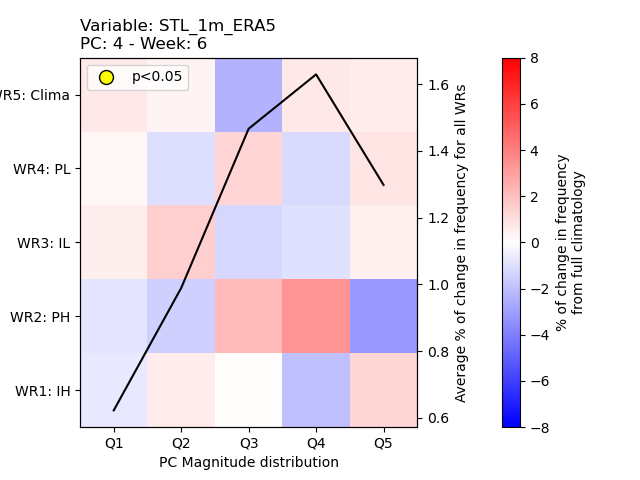 Variable: STL_1m_ERA5
PC: 4 - Week: 6
p<0.05
WR5: Clima
WR4: PL
WR3: IL
WR2: PH
WR1: IH
Q1 Q2 Q3 Q4 Q5
PC Magnitude distribution
1.6
1.4
1.2
1.0
0.8
0.6
Average % of change in frequency for all WRs
8
6
4
2
0
−2
−4
−6
−8
% of change in frequency
from full climatology